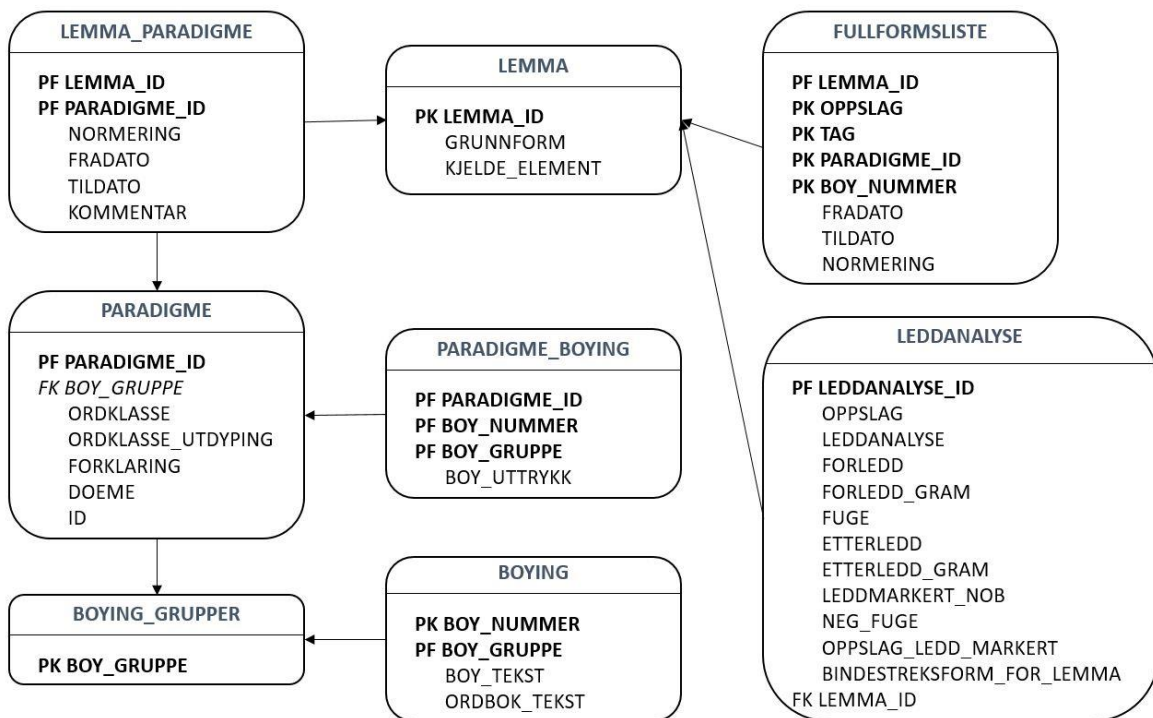 LEMMA_PARADIGME
PF LEMMA_ID
PF PARADIGME_ID
NORMERING
FRADATO
TILDATO
KOMMENTAR
LEMMA
PK LEMMA_ID
GRUNNFORM
KJELDE_ELEMENT
FULLFORMSLISTE
PF LEMMA_ID
PK OPPSLAG
PK TAG
PK PARADIGME_ID
PK BOY_NUMMER
FRADATO
TILDATO
NORMERING
PARADIGME
PF PARADIGME_ID
FK BOY_GRUPPE
ORDKLASSE
ORDKLASSE_UTDYPING
FORKLARING
DOEME
ID
PARADIGME_BOYING
PF PARADIGME_ID
PF BOY_NUMMER
PF BOY_GRUPPE
BOY_UTTRYKK
LEDDANALYSE
PF LEDDANALYSE_ID
OPPSLAG
LEDDANALYSE
FORLEDD
FORLEDD_GRAM
FUGE
ETTERLEDD
ETTERLEDD_GRAM
LEDDMARKERT_NOB
NEG_FUGE
OPPSLAG_LEDD_MARKERT
BINDESTREKSFORM_FOR_LEMMA
FK LEMMA_ID
BOYING_GRUPPER
PK BOY_GRUPPE
BOYING
PK BOY_NUMMER
PF BOY_GRUPPE
BOY_TEKST
ORDBOK_TEKST